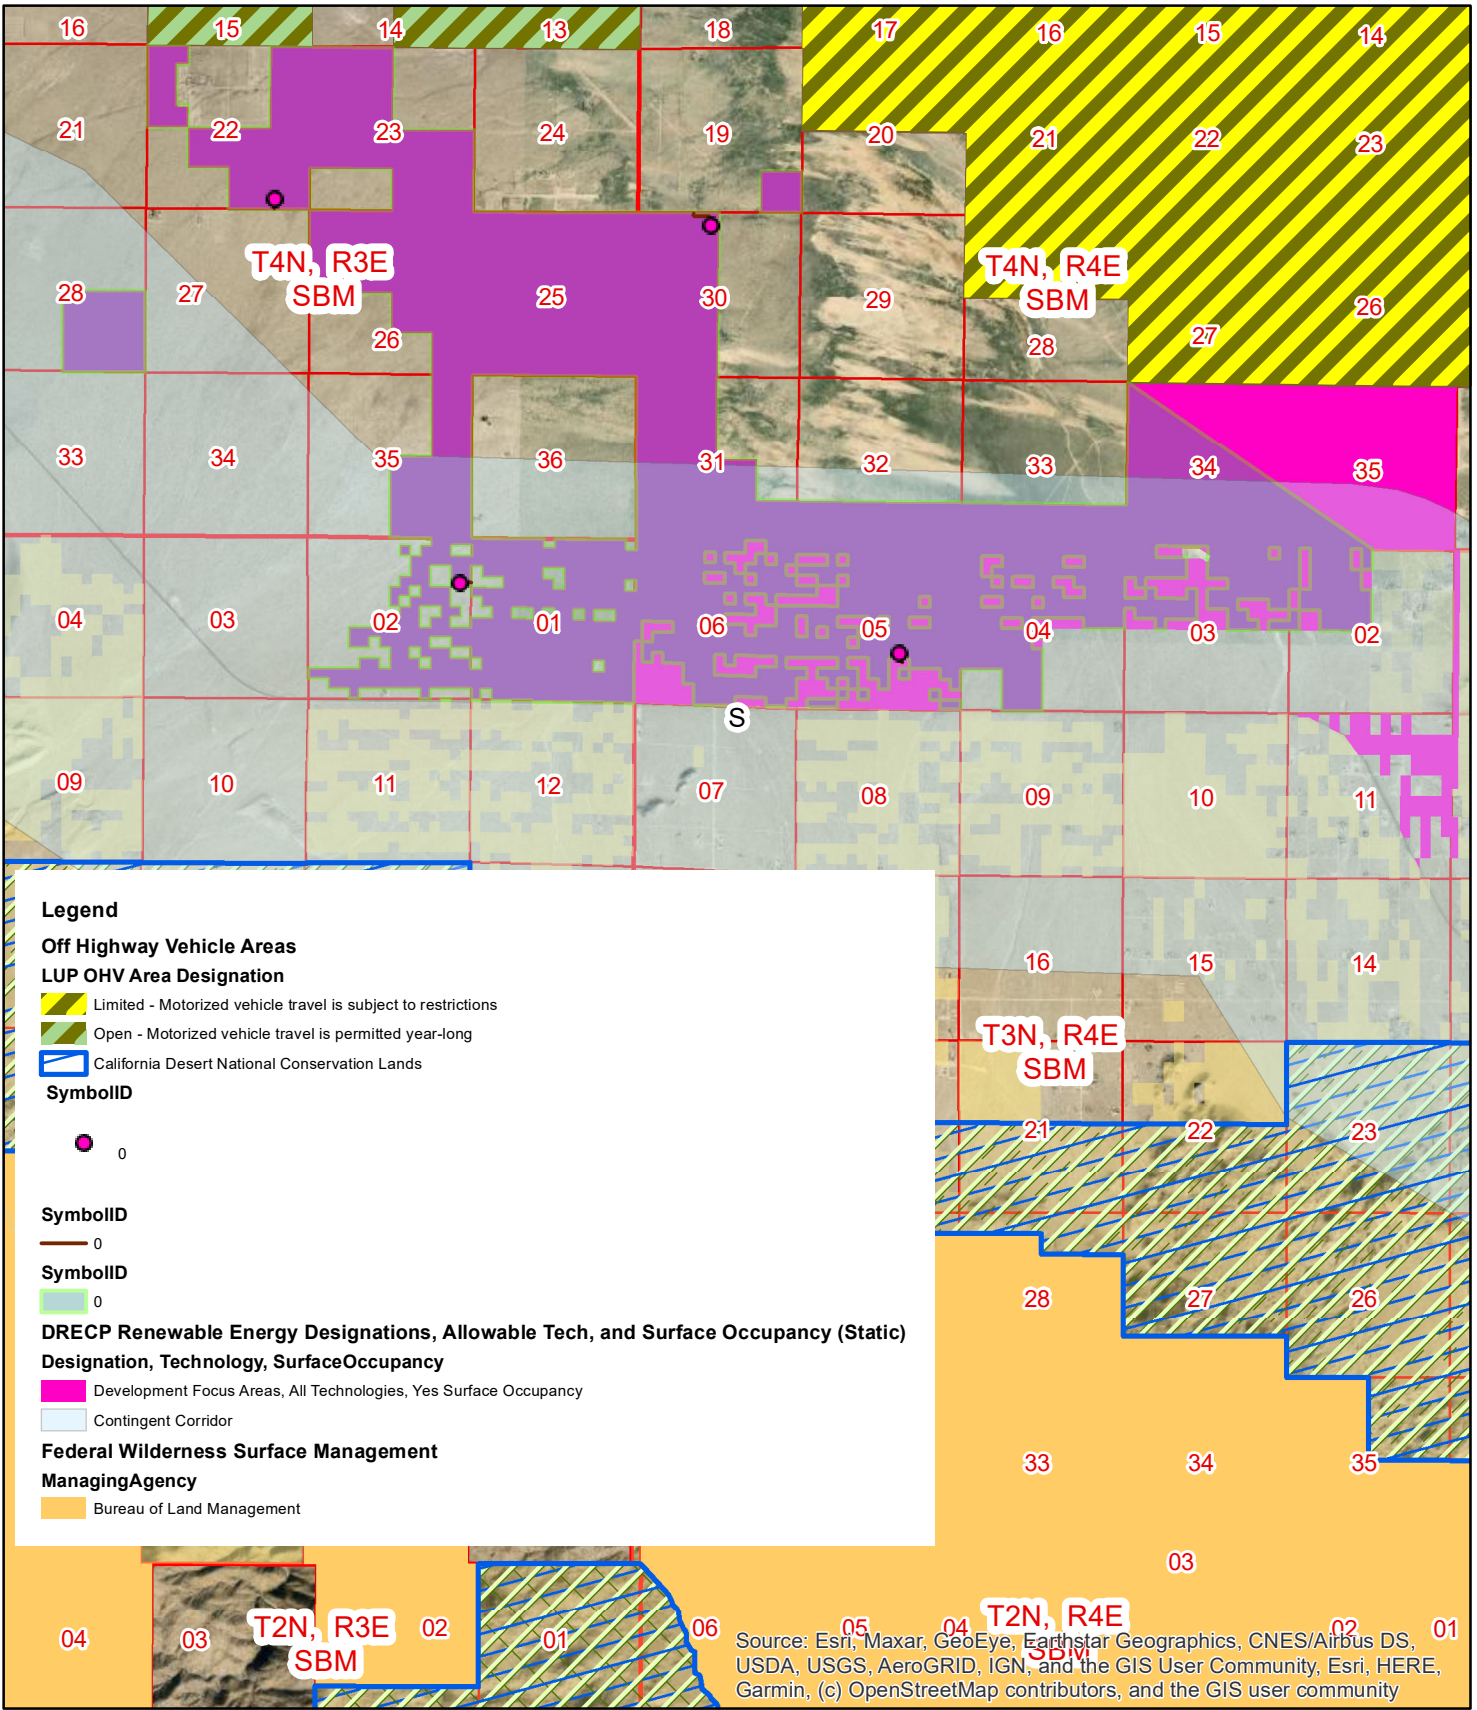 16 15 14 13 18 17 16 15 14
21 22 23 24 19 20 21 22 23
T4N, R3E
SBM
T4N, R4E
SBM
28 27 25 30 29 26
26 28 27
33 34 35 36 31 32 33 34 35
04 03 02 01 06 05 04 03 02
S
09 10 11 12 07 08 09 10 11
16 15 14
T3N, R4E
SBM
21 22 23
28 27 26
33 34 35
03
Legend
Off Highway Vehicle Areas
LUP OHV Area Designation
Limited - Motorized vehicle travel is subject to restrictions
Open - Motorized vehicle travel is permitted year-long
California Desert National Conservation Lands
SymbolID
0
SymbolID
0
SymbolID
0
DRECP Renewable Energy Designations, Allowable Tech, and Surface Occupancy (Static)
Designation, Technology, SurfaceOccupancy
Development Focus Areas, All Technologies, Yes Surface Occupancy
Contingent Corridor
Federal Wilderness Surface Management
ManagingAgency
Bureau of Land Management
04 03 02 01 06 05 04 02 01
T2N, R3E
SBM
T2N, R4E
SBM
Source: Esri, Maxar, GeoEye, Earthstar Geographics, CNES/Airbus DS,
USDA, USGS, AeroGRID, IGN, and the GIS User Community, Esri, HERE,
Garmin, (c) OpenStreetMap contributors, and the GIS user community